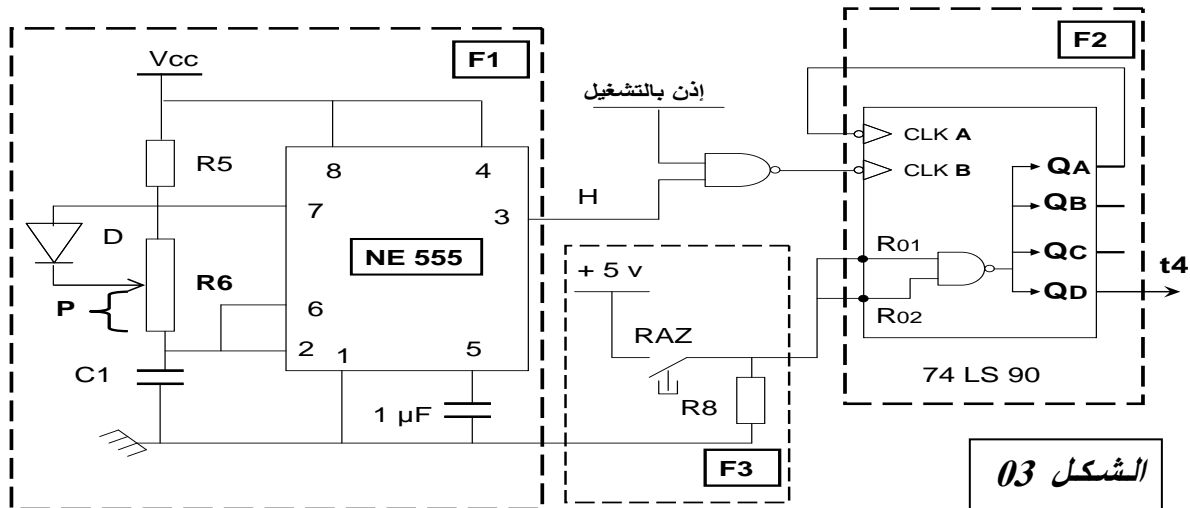 F1
Vcc
R5
D
R6
P
C1
8
4
7
3
NE 555
6
2
1
5
1 µF
H
إذن بالتشغيل
F2
CLK A
CLK B
QA
QB
QC
QD
R01
R02
t4
74 LS 90
+ 5 v
RAZ
R8
F3
الشكل 03